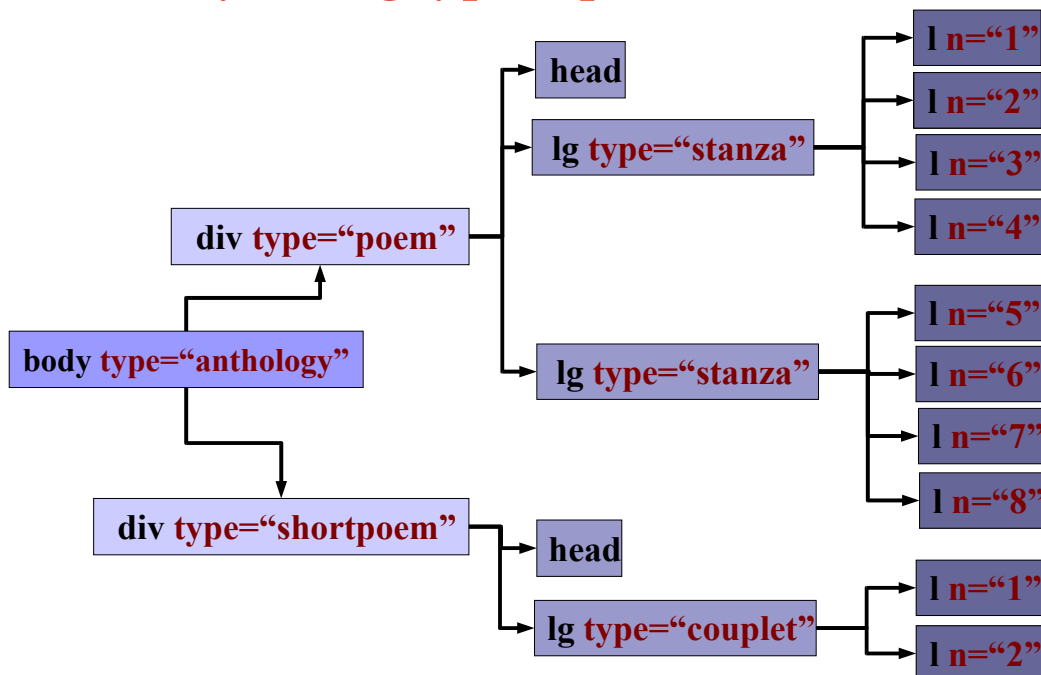 l n=“1”
head
l n=“2”
lg type=“stanza”
l n=“3”
l n=“4”
div type=“poem”
l n=“5”
body type=“anthology”
lg type=“stanza”
l n=“6”
l n=“7”
l n=“8”
div type=“shortpoem”
head
l n=“1”
lg type=“couplet”
l n=“2”